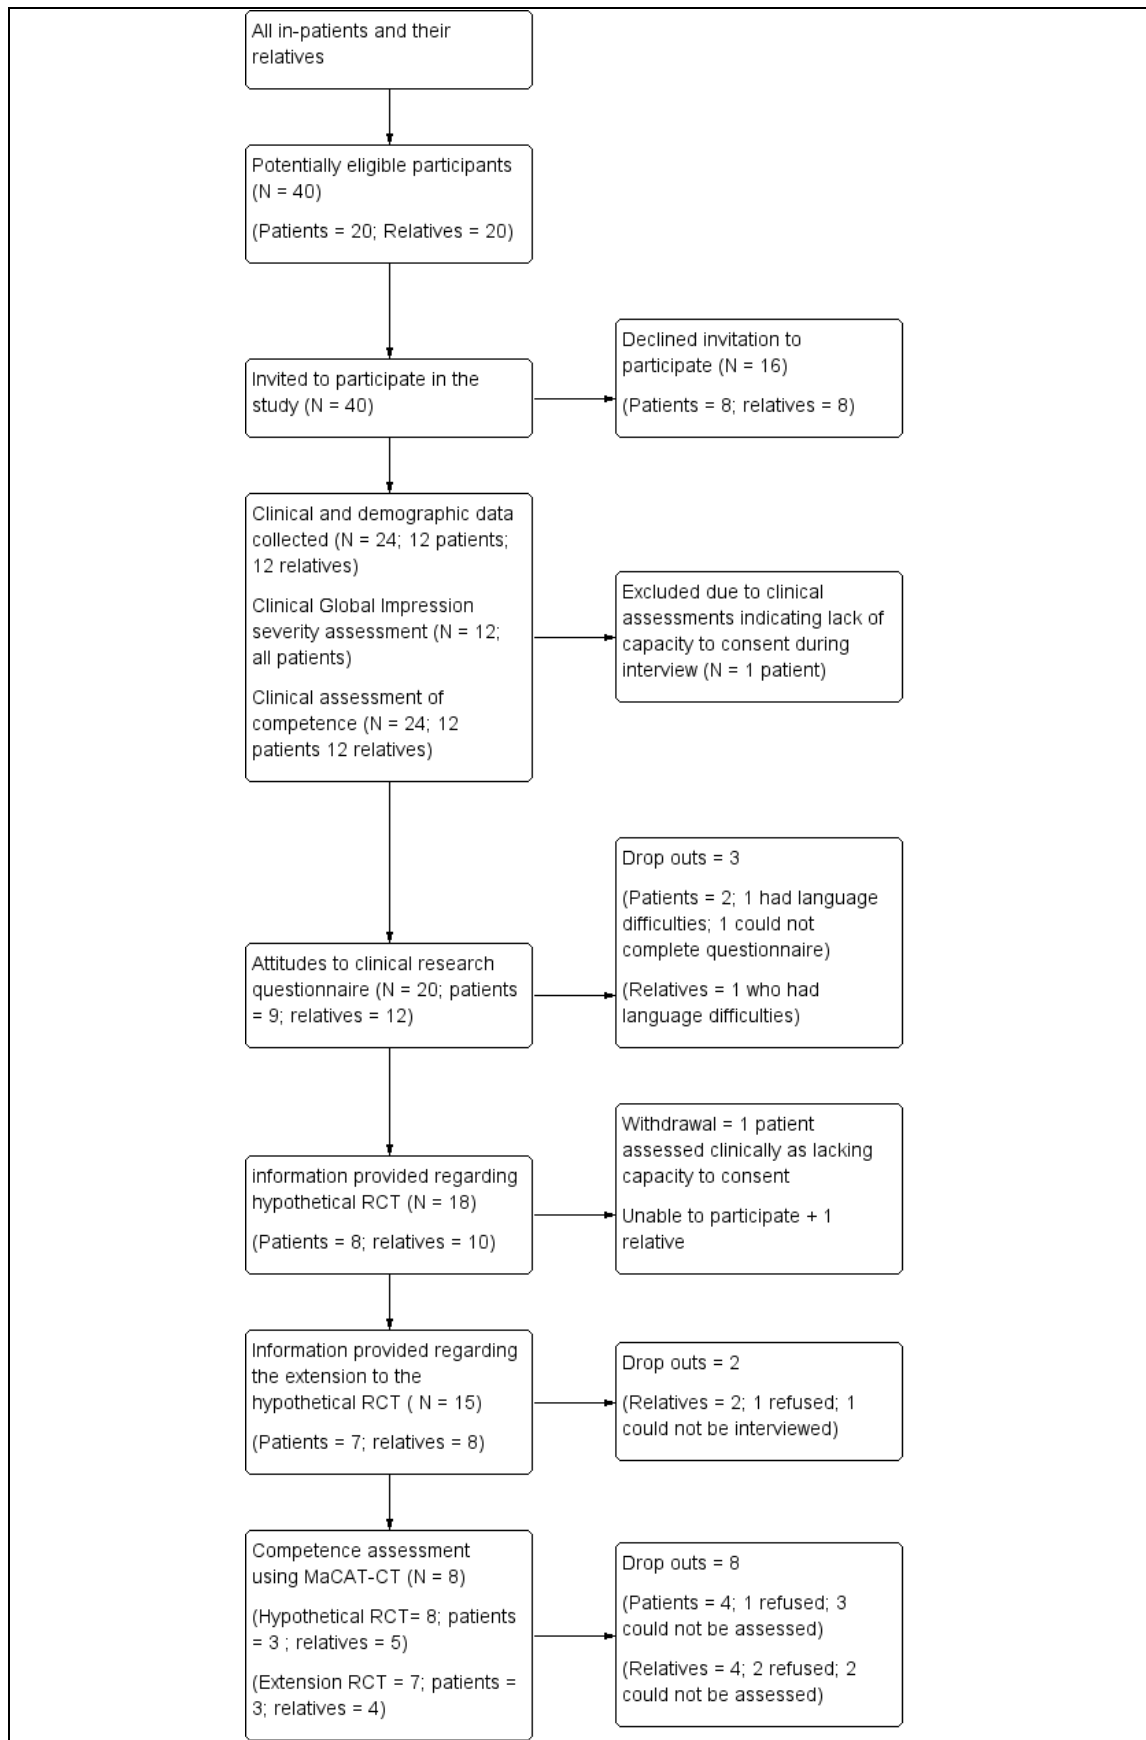 All in-patients and their
relatives
Potentially eligible participants
(N = 40)
(Patients = 20; Relatives = 20)
Invited to participate in the
study (N = 40)
Declined invitation to
participate (N = 16)
(Patients = 8; relatives = 8)
Clinical and demographic data
collected (N = 24; 12 patients;
12 relatives)
Clinical Global Impression
severity assessment (N = 12;
all patients)
Clinical assessment of
competence (N = 24; 12
patients 12 relatives)
Excluded due to clinical
assessments indicating lack of
capacity to consent during
interview (N = 1 patient)
Attitudes to clinical research
questionnaire (N = 20; patients
= 9; relatives = 12)
Drop outs = 3
(Patients = 2; 1 had language
difficulties; 1 could not
complete questionnaire)
(Relatives = 1 who had
language difficulties)
information provided regarding
hypothetical RCT (N = 18)
(Patients = 8; relatives = 10)
Withdrawal = 1 patient
assessed clinically as lacking
capacity to consent
Unable to participate + 1
relative
Information provided regarding
the extension to the
hypothetical RCT ( N = 15)
(Patients = 7; relatives = 8)
Drop outs = 2
(Relatives = 2; 1 refused; 1
could not be interviewed)
Competence assessment
using MaCAT-CT (N = 8)
(Hypothetical RCT= 8; patients
= 3 ; relatives = 5)
(Extension RCT = 7; patients =
3; relatives = 4)
Drop outs = 8
(Patients = 4; 1 refused; 3
could not be assessed)
(Relatives = 4; 2 refused; 2
could not be assessed)